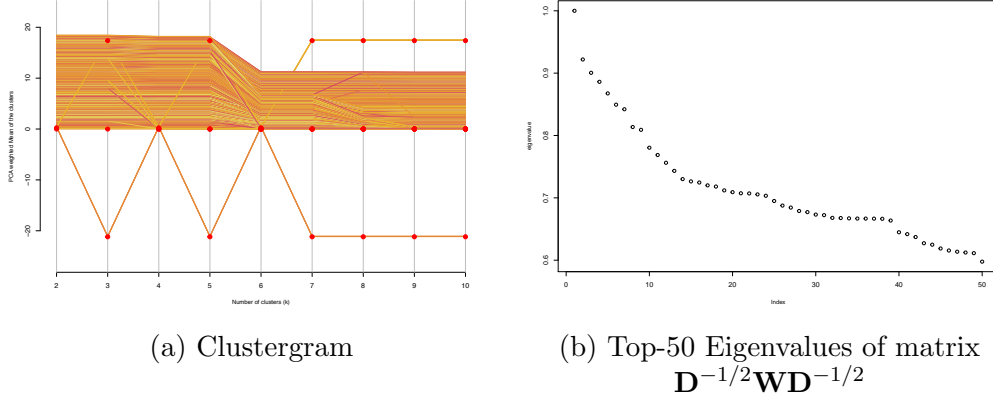 20
10
0
−10
−20
PCA weighted Mean of the clusters
2 3 4 5 6 7 8 9 10
Number of clusters (k)
(a) Clustergram
1.0
0.9
0.8
0.7
0.6
eigenvalue
0 10 20 30 40 50
Index
(b) Top-50 Eigenvalues of matrix
D−1/2WD−1/2